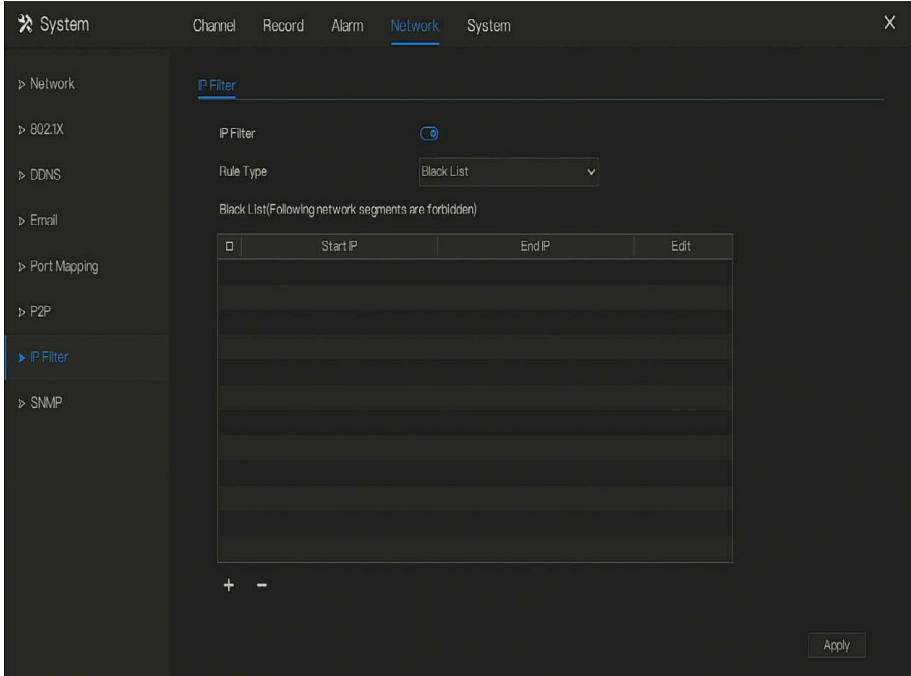 System Channel Record Alarm Network System X
Network
802.1X
DDNS
Email
Port Mapping
P2P
IP Filter
SNMP
IP Filter
IP Filter
Rule Type Black List
Black List(Following network segments are forbidden)
Start IP End IP Edit
+ -
Apply